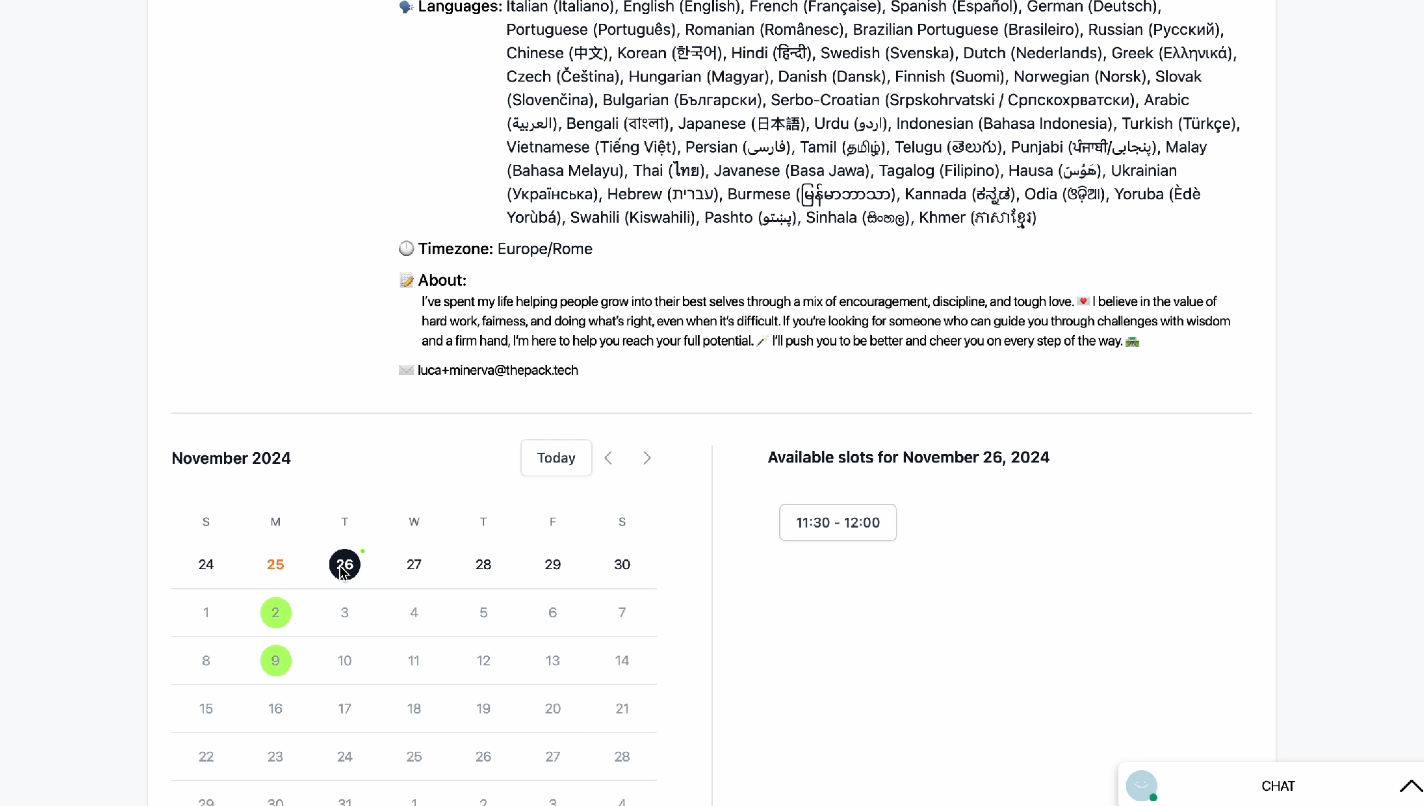 Languages: Italian (Italiano), English (English), French (Française), Spanish (Español), German (Deutsch),
Portuguese (Português), Romanian (Românesc), Brazilian Portuguese (Brasileiro), Russian (Русский),
Chinese (中文), Korean (한국어), Hindi (हिन्दी), Swedish (Svenska), Dutch (Nederlands), Greek (Ελληνικά),
Czech (Čeština), Hungarian (Magyar), Danish (Dansk), Finnish (Suomi), Norwegian (Norsk), Slovak
(Slovenčina), Bulgarian (Български), Serbo-Croatian (Srpskohrvatski / Српскохрватски), Arabic
(العربية), Bengali (বাংলা), Japanese (日本語), Urdu (اردو), Indonesian (Bahasa Indonesia), Turkish (Türkçe),
Vietnamese (Tiếng Việt), Persian (فارسی), Tamil (தமிழ்), Telugu (తెలుగు), Punjabi (ਪੰਜਾਬੀ/پنجابی), Malay
(Bahasa Melayu), Thai (ไทย), Javanese (Basa Jawa), Tagalog (Filipino), Hausa (هَوُسَ), Ukrainian
(Українська), Hebrew (עברית), Burmese (မြန်မာဘာသာ), Kannada (ಕನ್ನಡ), Odia (ଓଡ଼ିଆ), Yoruba (Èdè
Yorùbá), Swahili (Kiswahili), Pashto (پښتو), Sinhala (සිංහල), Khmer (ភាសាខ្មែរ)
Timezone: Europe/Rome
About:
I've spent my life helping people grow into their best selves through a mix of encouragement, discipline, and tough love. 💌 I believe in the value of
hard work, fairness, and doing what's right, even when it's difficult. If you're looking for someone who can guide you through challenges with wisdom
and a firm hand, I'm here to help you reach your full potential. 🪄 I'll push you to be better and cheer you on every step of the way.
luca+minerva@thepack.tech
November 2024
Today
S M T W T F S
24 25 26 27 28 29 30
1 2 3 4 5 6 7
8 9 10 11 12 13 14
15 16 17 18 19 20 21
22 23 24 25 26 27 28
29 30 31 1 2 3 4
Available slots for November 26, 2024
11:30 - 12:00
CHAT